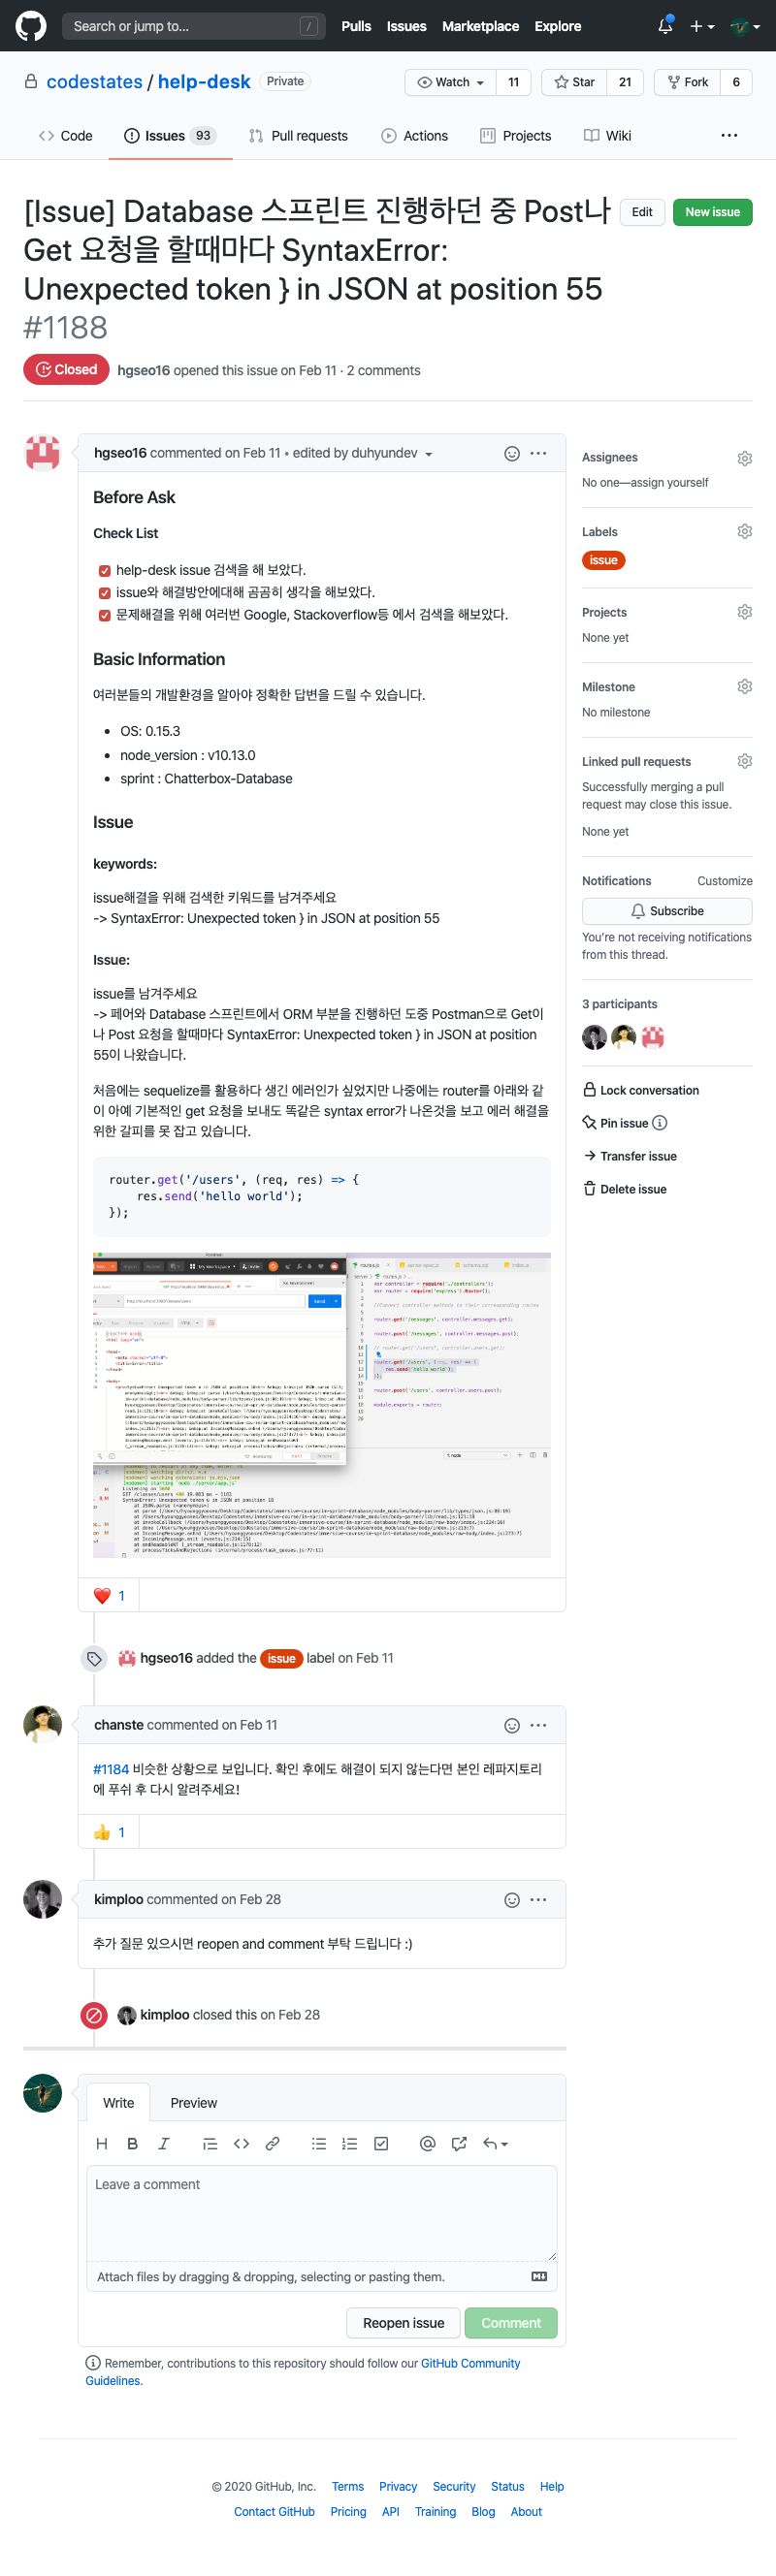 Search or jump to... /
Pulls Issues Marketplace Explore
codestates / help-desk Private
Watch 11 Star 21 Fork 6
Code Issues 93 Pull requests Actions Projects Wiki
[Issue] Database 스프린트 진행하던 중 Post나
Get 요청을 할때마다 SyntaxError:
Unexpected token } in JSON at position 55
#1188
Edit New issue
Closed hgseo16 opened this issue on Feb 11 · 2 comments
hgseo16 commented on Feb 11 • edited by duhyundev
Before Ask
Check List
help-desk issue 검색을 해 보았다.
issue와 해결방안에대해 곰곰히 생각을 해보았다.
문제해결을 위해 여러번 Google, Stackoverflow등 에서 검색을 해보았다.
Basic Information
여러분들의 개발환경을 알아야 정확한 답변을 드릴 수 있습니다.
OS: 0.15.3
node_version : v10.13.0
sprint : Chatterbox-Database
Issue
keywords:
issue해결을 위해 검색한 키워드를 남겨주세요
-> SyntaxError: Unexpected token } in JSON at position 55
Issue:
issue를 남겨주세요
-> 페어와 Database 스프린트에서 ORM 부분을 진행하던 도중 Postman으로 Get이
나 Post 요청을 할때마다 SyntaxError: Unexpected token } in JSON at position
55이 나왔습니다.
처음에는 sequelize를 활용하다 생긴 에러인가 싶었지만 나중에는 router를 아래와 같
이 아예 기본적인 get 요청을 보내도 똑같은 syntax error가 나온것을 보고 에러 해결을
위한 갈피를 못 잡고 있습니다.
router.get('/users', (req, res) => {
res.send('hello world');
});
var router = require('express').Router();
router.get('/messages', controller.messages.get);
router.post('/messages', controller.messages.post);
router.post('/users', controller.users.post);
module.exports = router;
1
hgseo16 added the issue label on Feb 11
chanste commented on Feb 11
#1184 비슷한 상황으로 보입니다. 확인 후에도 해결이 되지 않는다면 본인 레파지토리
에 푸쉬 후 다시 알려주세요!
1
kimploo commented on Feb 28
추가 질문 있으시면 reopen and comment 부탁 드립니다 :)
kimploo closed this on Feb 28
Assignees
No one—assign yourself
Labels
issue
Projects
None yet
Milestone
No milestone
Linked pull requests
Successfully merging a pull
request may close this issue.
None yet
Notifications Customize
Subscribe
You're not receiving notifications
from this thread.
3 participants
Lock conversation
Pin issue
Transfer issue
Delete issue
Write Preview
Leave a comment
Attach files by dragging & dropping, selecting or pasting them.
Reopen issue Comment
Remember, contributions to this repository should follow our GitHub Community
Guidelines.
© 2020 GitHub, Inc. Terms Privacy Security Status Help
Contact GitHub Pricing API Training Blog About